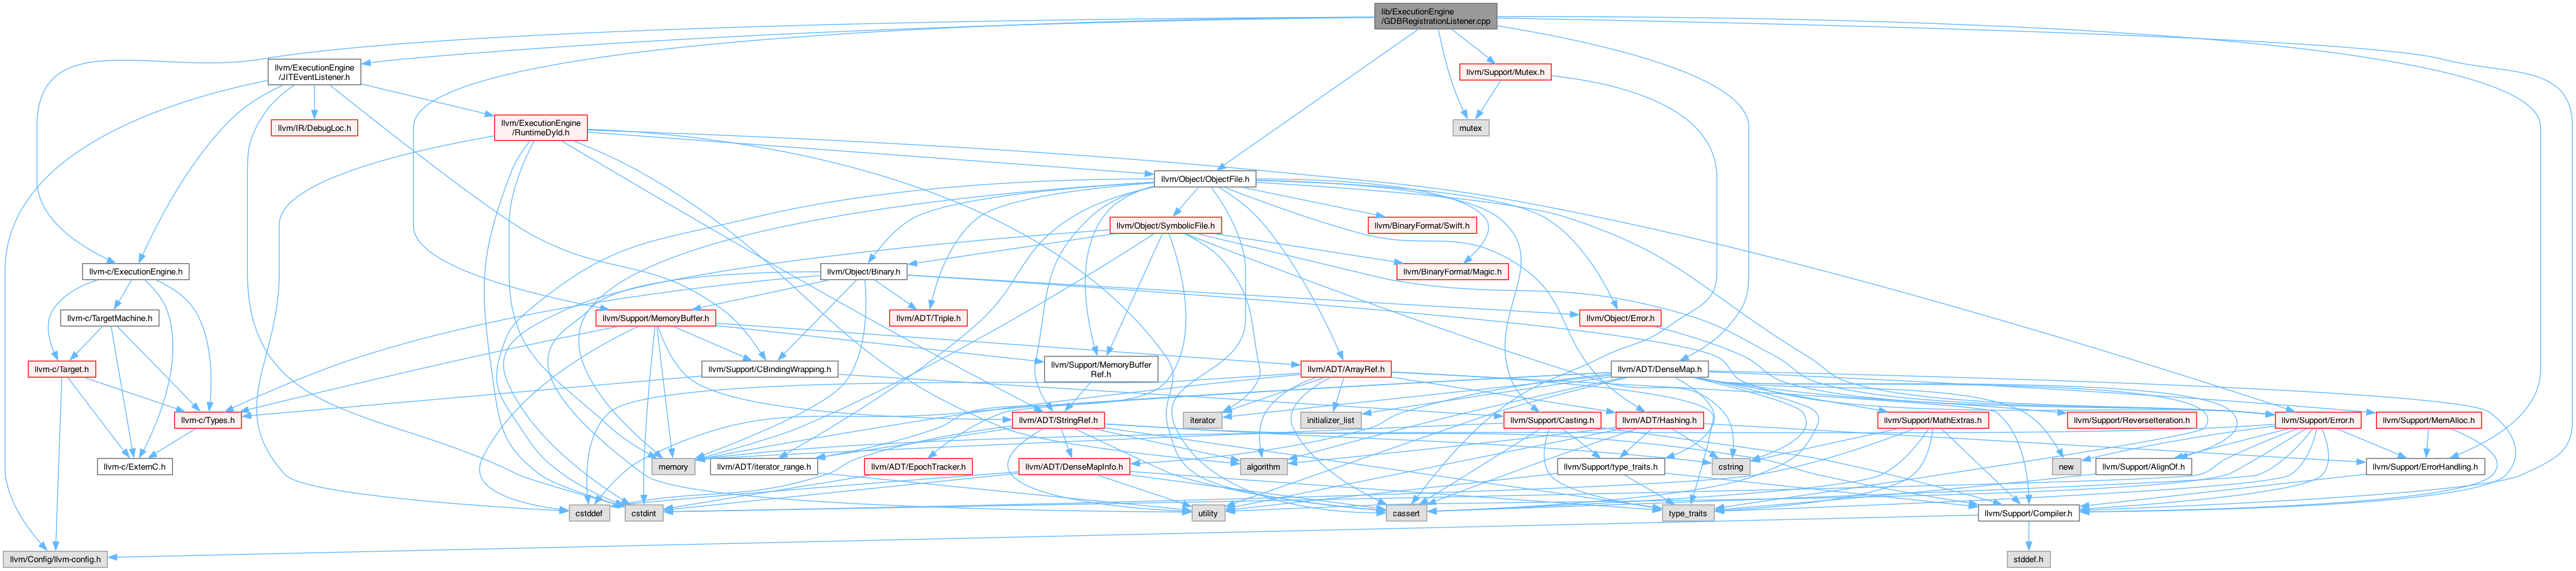 lib/ExecutionEngine
/GDBRegistrationListener.cpp
llvm/ExecutionEngine
/JITEventListener.h
llvm/Support/Mutex.h
llvm/IR/DebugLoc.h
llvm/ExecutionEngine
/RuntimeDyld.h
mutex
llvm/Object/ObjectFile.h
llvm/Object/SymbolicFile.h
llvm/BinaryFormat/Swift.h
llvm-c/ExecutionEngine.h
llvm/Object/Binary.h
llvm/BinaryFormat/Magic.h
llvm-c/TargetMachine.h
llvm/Support/MemoryBuffer.h
llvm/ADT/Triple.h
llvm/Object/Error.h
llvm-c/Target.h
llvm/Support/CBindingWrapping.h
llvm/Support/MemoryBuffer
Ref.h
llvm/ADT/ArrayRef.h
llvm/ADT/DenseMap.h
llvm-c/Types.h
llvm/ADT/StringRef.h
iterator
initializer_list
llvm/Support/Casting.h
llvm/ADT/Hashing.h
llvm/Support/MathExtras.h
llvm/Support/ReverseIteration.h
llvm/Support/Error.h
llvm/Support/MemAlloc.h
llvm-c/ExternC.h
memory
llvm/ADT/iterator_range.h
llvm/ADT/EpochTracker.h
llvm/ADT/DenseMapInfo.h
algorithm
llvm/Support/type_traits.h
cstring
new
llvm/Support/AlignOf.h
llvm/Support/ErrorHandling.h
cstddef
cstdint
utility
cassert
type_traits
llvm/Support/Compiler.h
llvm/Config/llvm-config.h
stddef.h